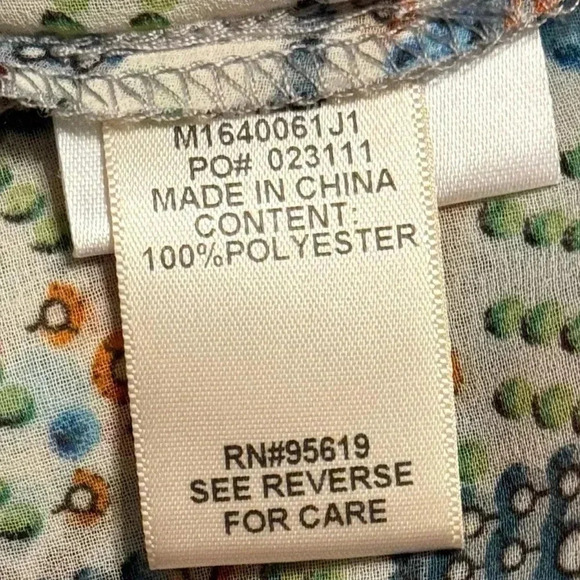 M1640061J1
PO# 023111
MADE IN CHINA
CONTENT:
100%POLYESTER
RN#95619
SEE REVERSE
FOR CARE